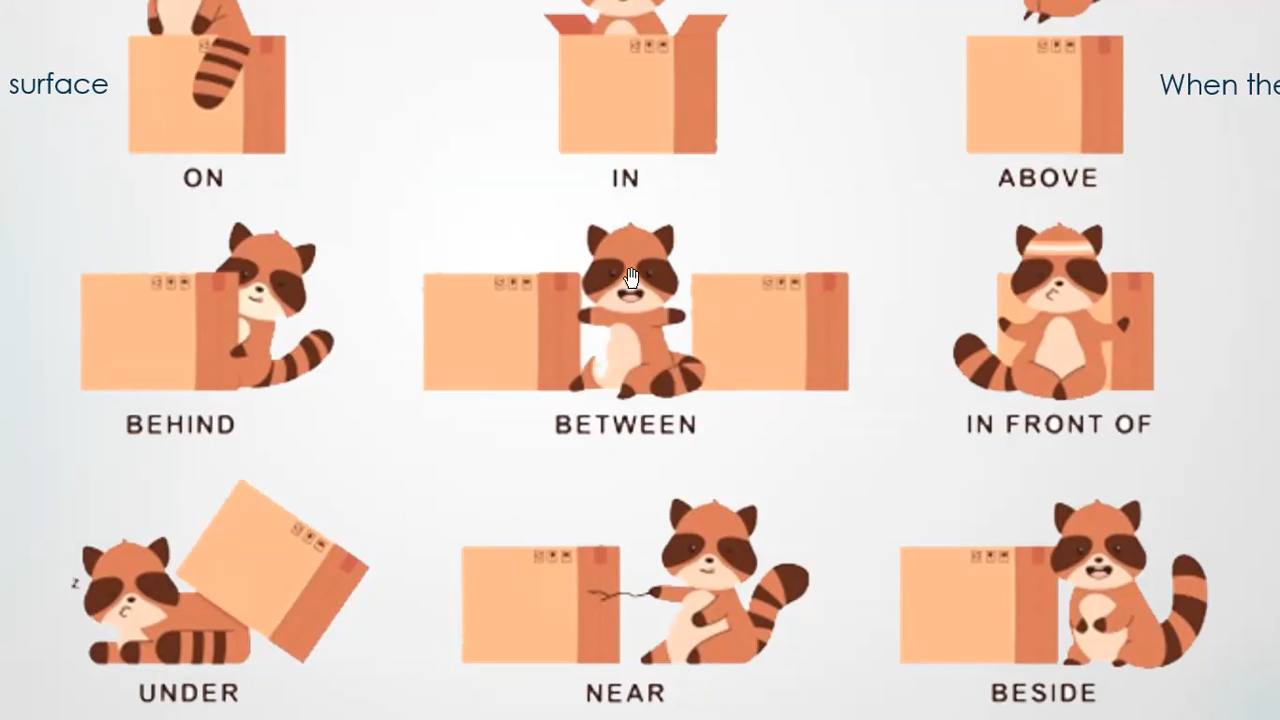 surface
When the
ON
IN
ABOVE
BEHIND
BETWEEN
IN FRONT OF
z
UNDER
NEAR
BESIDE